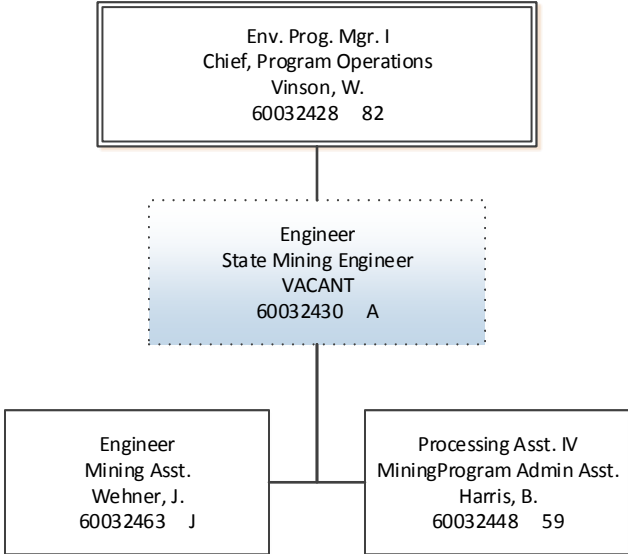 Env. Prog. Mgr. I
Chief, Program Operations
Vinson, W.
60032428 82
Engineer
State Mining Engineer
VACANT
60032430 A
Engineer
Mining Asst.
Wehner, J.
60032463 J
Processing Asst. IV
MiningProgram Admin Asst.
Harris, B.
60032448 59